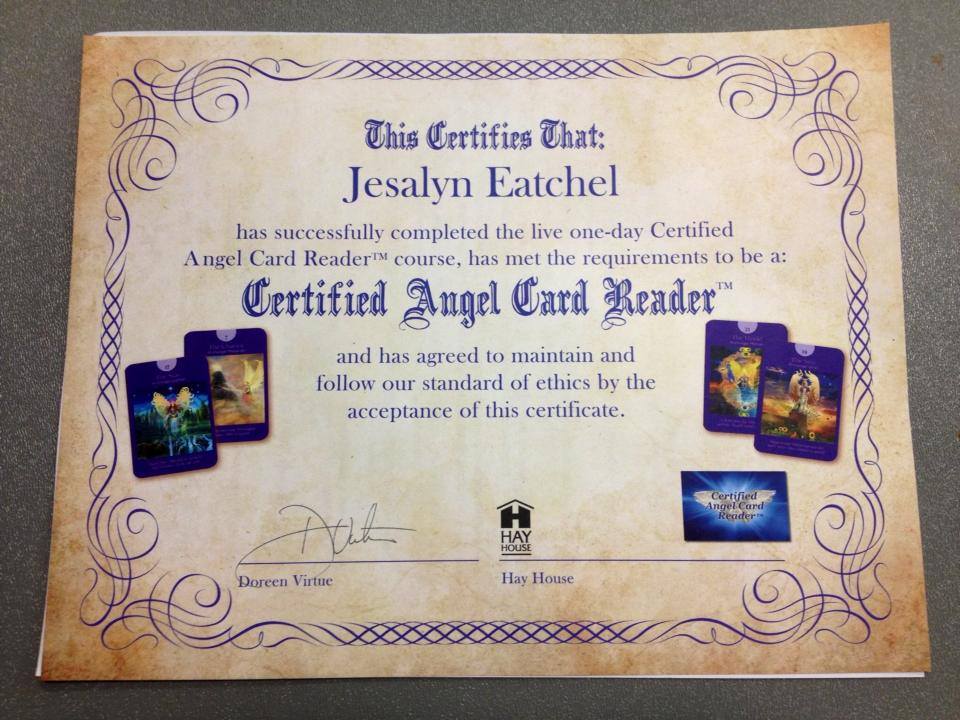 This Certifies That:
Jesalyn Eatchel
has successfully completed the live one-day Certified
Angel Card Reader™ course, has met the requirements to be a:
Certified Angel Card Reader™
and has agreed to maintain and
follow our standard of ethics by the
acceptance of this certificate.
Certified
Angel Card
Reader™
HAY
HOUSE
Doreen Virtue
Hay House